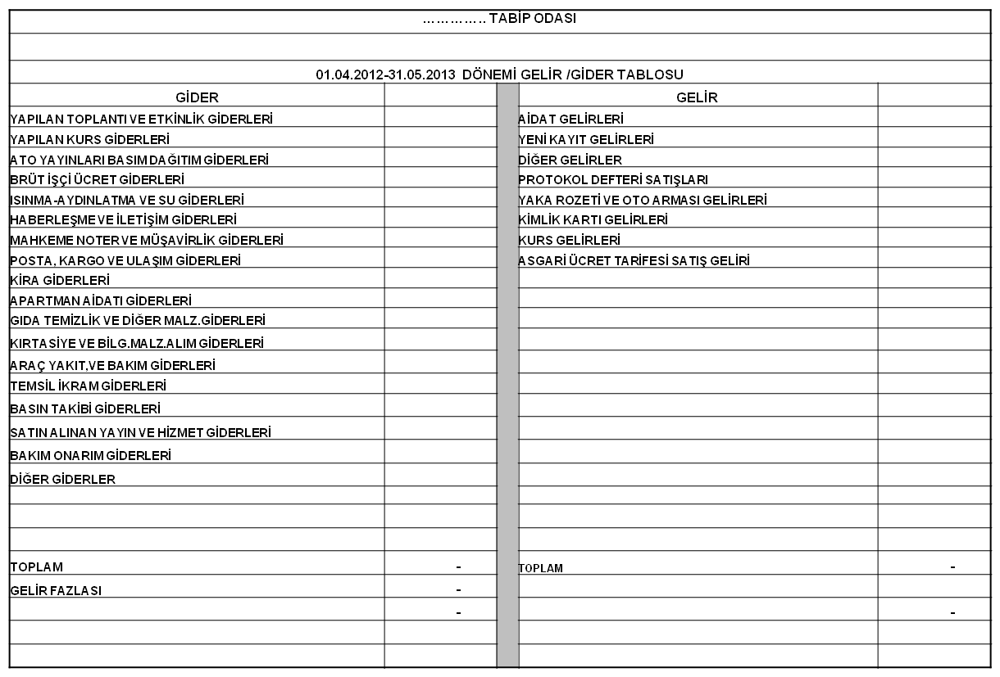 ………….. TABİP ODASI
01.04.2012-31.05.2013 DÖNEMİ GELİR /GİDER TABLOSU
GİDER GELİR
YAPILAN TOPLANTI VE ETKİNLİK GİDERLERİ AİDAT GELİRLERİ
YAPILAN KURS GİDERLERİ YENİ KAYIT GELİRLERİ
ATO YAYINLARI BASIM DAĞITIM GİDERLERİ DİĞER GELİRLER
BRÜT İŞÇİ ÜCRET GİDERLERİ PROTOKOL DEFTERİ SATIŞLARI
ISINMA-AYDINLATMA VE SU GİDERLERİ YAKA ROZETİ VE OTO ARMASI GELİRLERİ
HABERLEŞME VE İLETİŞİM GİDERLERİ KİMLİK KARTI GELİRLERİ
MAHKEME NOTER VE MÜŞAVİRLİK GİDERLERİ KURS GELİRLERİ
POSTA, KARGO VE ULAŞIM GİDERLERİ ASGARİ ÜCRET TARİFESİ SATIŞ GELİRİ
KİRA GİDERLERİ
APARTMAN AİDATI GİDERLERİ
GIDA TEMİZLİK VE DİĞER MALZ.GİDERLERİ
KIRTASİYE VE BİLG.MALZ.ALIM GİDERLERİ
ARAÇ YAKIT,VE BAKIM GİDERLERİ
TEMSİL İKRAM GİDERLERİ
BASIN TAKİBİ GİDERLERİ
SATIN ALINAN YAYIN VE HİZMET GİDERLERİ
BAKIM ONARIM GİDERLERİ
DİĞER GİDERLER
TOPLAM - TOPLAM -
GELİR FAZLASI -
- -